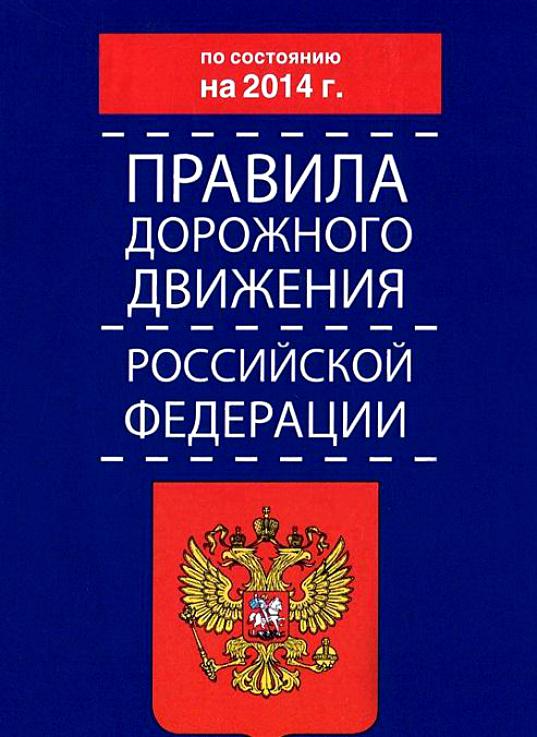 по состоянию
на 2014 г.
ПРАВИЛА
ДОРОЖНОГО
ДВИЖЕНИЯ
РОССИЙСКОЙ
ФЕДЕРАЦИИ